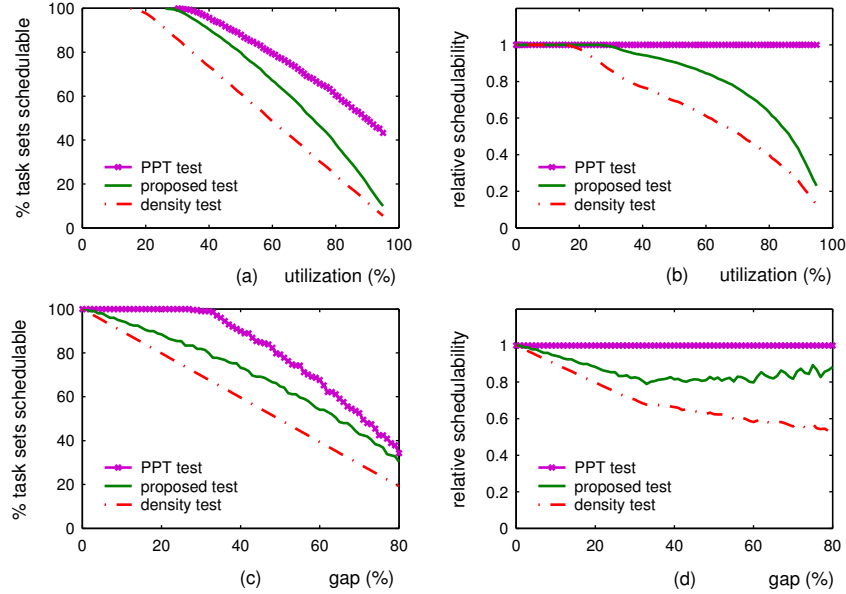 100
80
60
40
20
0
% task sets schedulable
PPT test
proposed test
density test
0 20 40 60 80 100
(a) utilization (%)
1
0.8
0.6
0.4
0.2
0
relative schedulability
PPT test
proposed test
density test
0 20 40 60 80 100
(b) utilization (%)
100
80
60
40
20
0
% task sets schedulable
PPT test
proposed test
density test
0 20 40 60 80
(c) gap (%)
1
0.8
0.6
0.4
0.2
0
relative schedulability
PPT test
proposed test
density test
0 20 40 60 80
(d) gap (%)